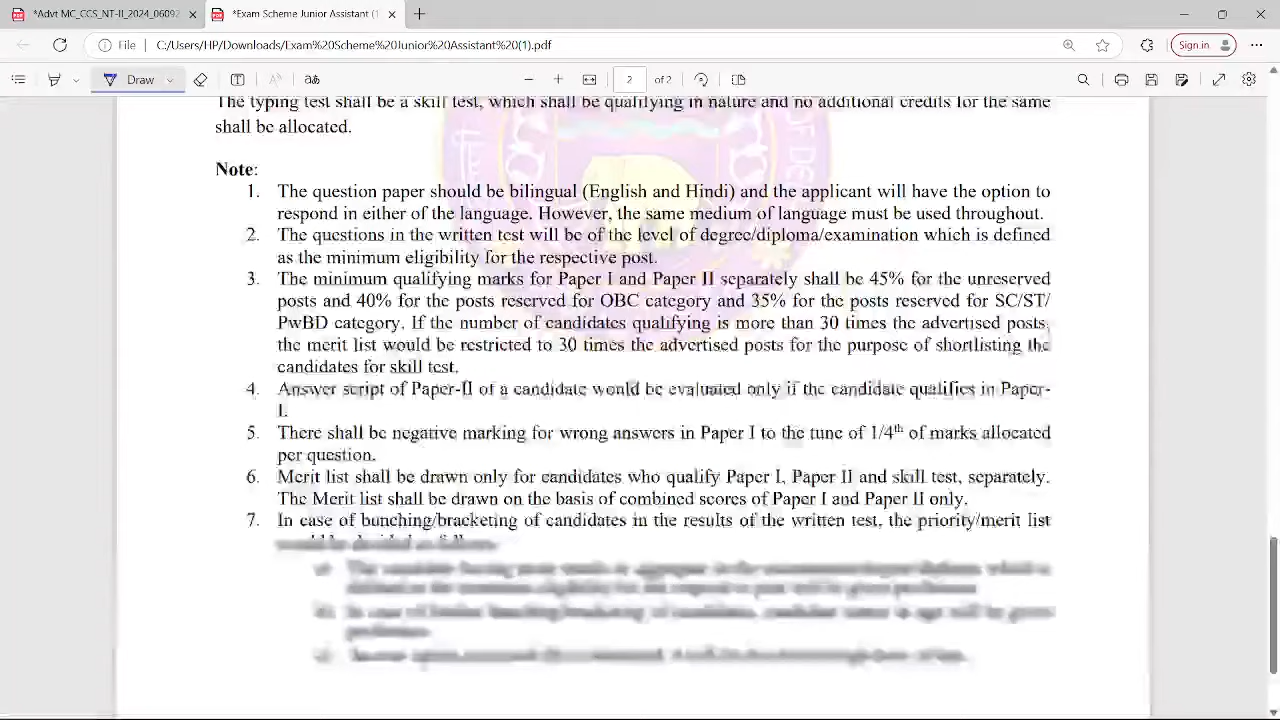 *Advt MC_CCS_NT-II_2024_06092
*Exam Scheme Junior Assistant (1
File C:/Users/HP/Downloads/Exam%20Scheme%20Junior%20Assistant%20(1).pdf
Sign in
Draw
2 of 2
The typing test shall be a skill test, which shall be qualifying in nature and no additional credits for the same
shall be allocated.
Note:
1. The question paper should be bilingual (English and Hindi) and the applicant will have the option to
respond in either of the language. However, the same medium of language must be used throughout.
2. The questions in the written test will be of the level of degree/diploma/examination which is defined
as the minimum eligibility for the respective post.
3. The minimum qualifying marks for Paper I and Paper II separately shall be 45% for the unreserved
posts and 40% for the posts reserved for OBC category and 35% for the posts reserved for SC/ST/
PwBD category. If the number of candidates qualifying is more than 30 times the advertised posts,
the merit list would be restricted to 30 times the advertised posts for the purpose of shortlisting the
candidates for skill test.
4. Answer script of Paper-II of a candidate would be evaluated only if the candidate qualifies in Paper-
I.
5. There shall be negative marking for wrong answers in Paper I to the tune of 1/4th of marks allocated
per question.
6. Merit list shall be drawn only for candidates who qualify Paper I, Paper II and skill test, separately.
The Merit list shall be drawn on the basis of combined scores of Paper I and Paper II only.
7. In case of bunching/bracketing of candidates in the results of the written test, the priority/merit list